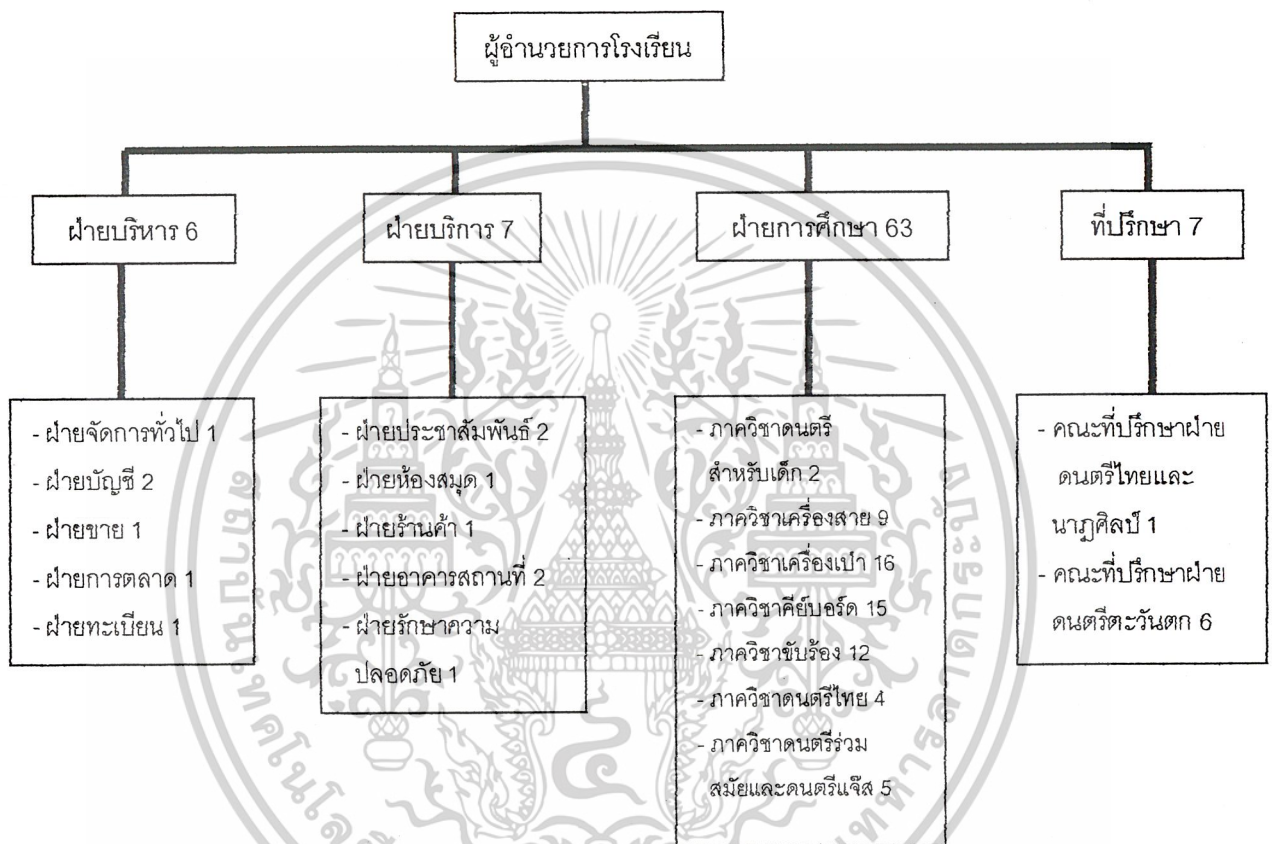 ผู้อำนวยการโรงเรียน
ฝ่ายบริหาร 6
ฝ่ายบริการ 7
ฝ่ายการศึกษา 63
ที่ปรึกษา 7
- ฝ่ายจัดการทั่วไป 1
- ฝ่ายบัญชี 2
- ฝ่ายขาย 1
- ฝ่ายการตลาด 1
- ฝ่ายทะเบียน 1
- ฝ่ายประชาสัมพันธ์ 2
- ฝ่ายห้องสมุด 1
- ฝ่ายร้านค้า 1
- ฝ่ายอาคารสถานที่ 2
- ฝ่ายรักษาความ
ปลอดภัย 1
- ภาควิชาดนตรี
สำหรับเด็ก 2
- ภาควิชาเครื่องสาย 9
- ภาควิชาเครื่องเป่า 16
- ภาควิชาคีย์บอร์ด 15
- ภาควิชาขับร้อง 12
- ภาควิชาดนตรีไทย 4
- ภาควิชาดนตรีร่วม
สมัยและดนตรีแจ๊ส 5
- คณะที่ปรึกษาฝ่าย
ดนตรีไทยและ
นาฏศิลป์ 1
- คณะที่ปรึกษาฝ่าย
ดนตรีตะวันตก 6